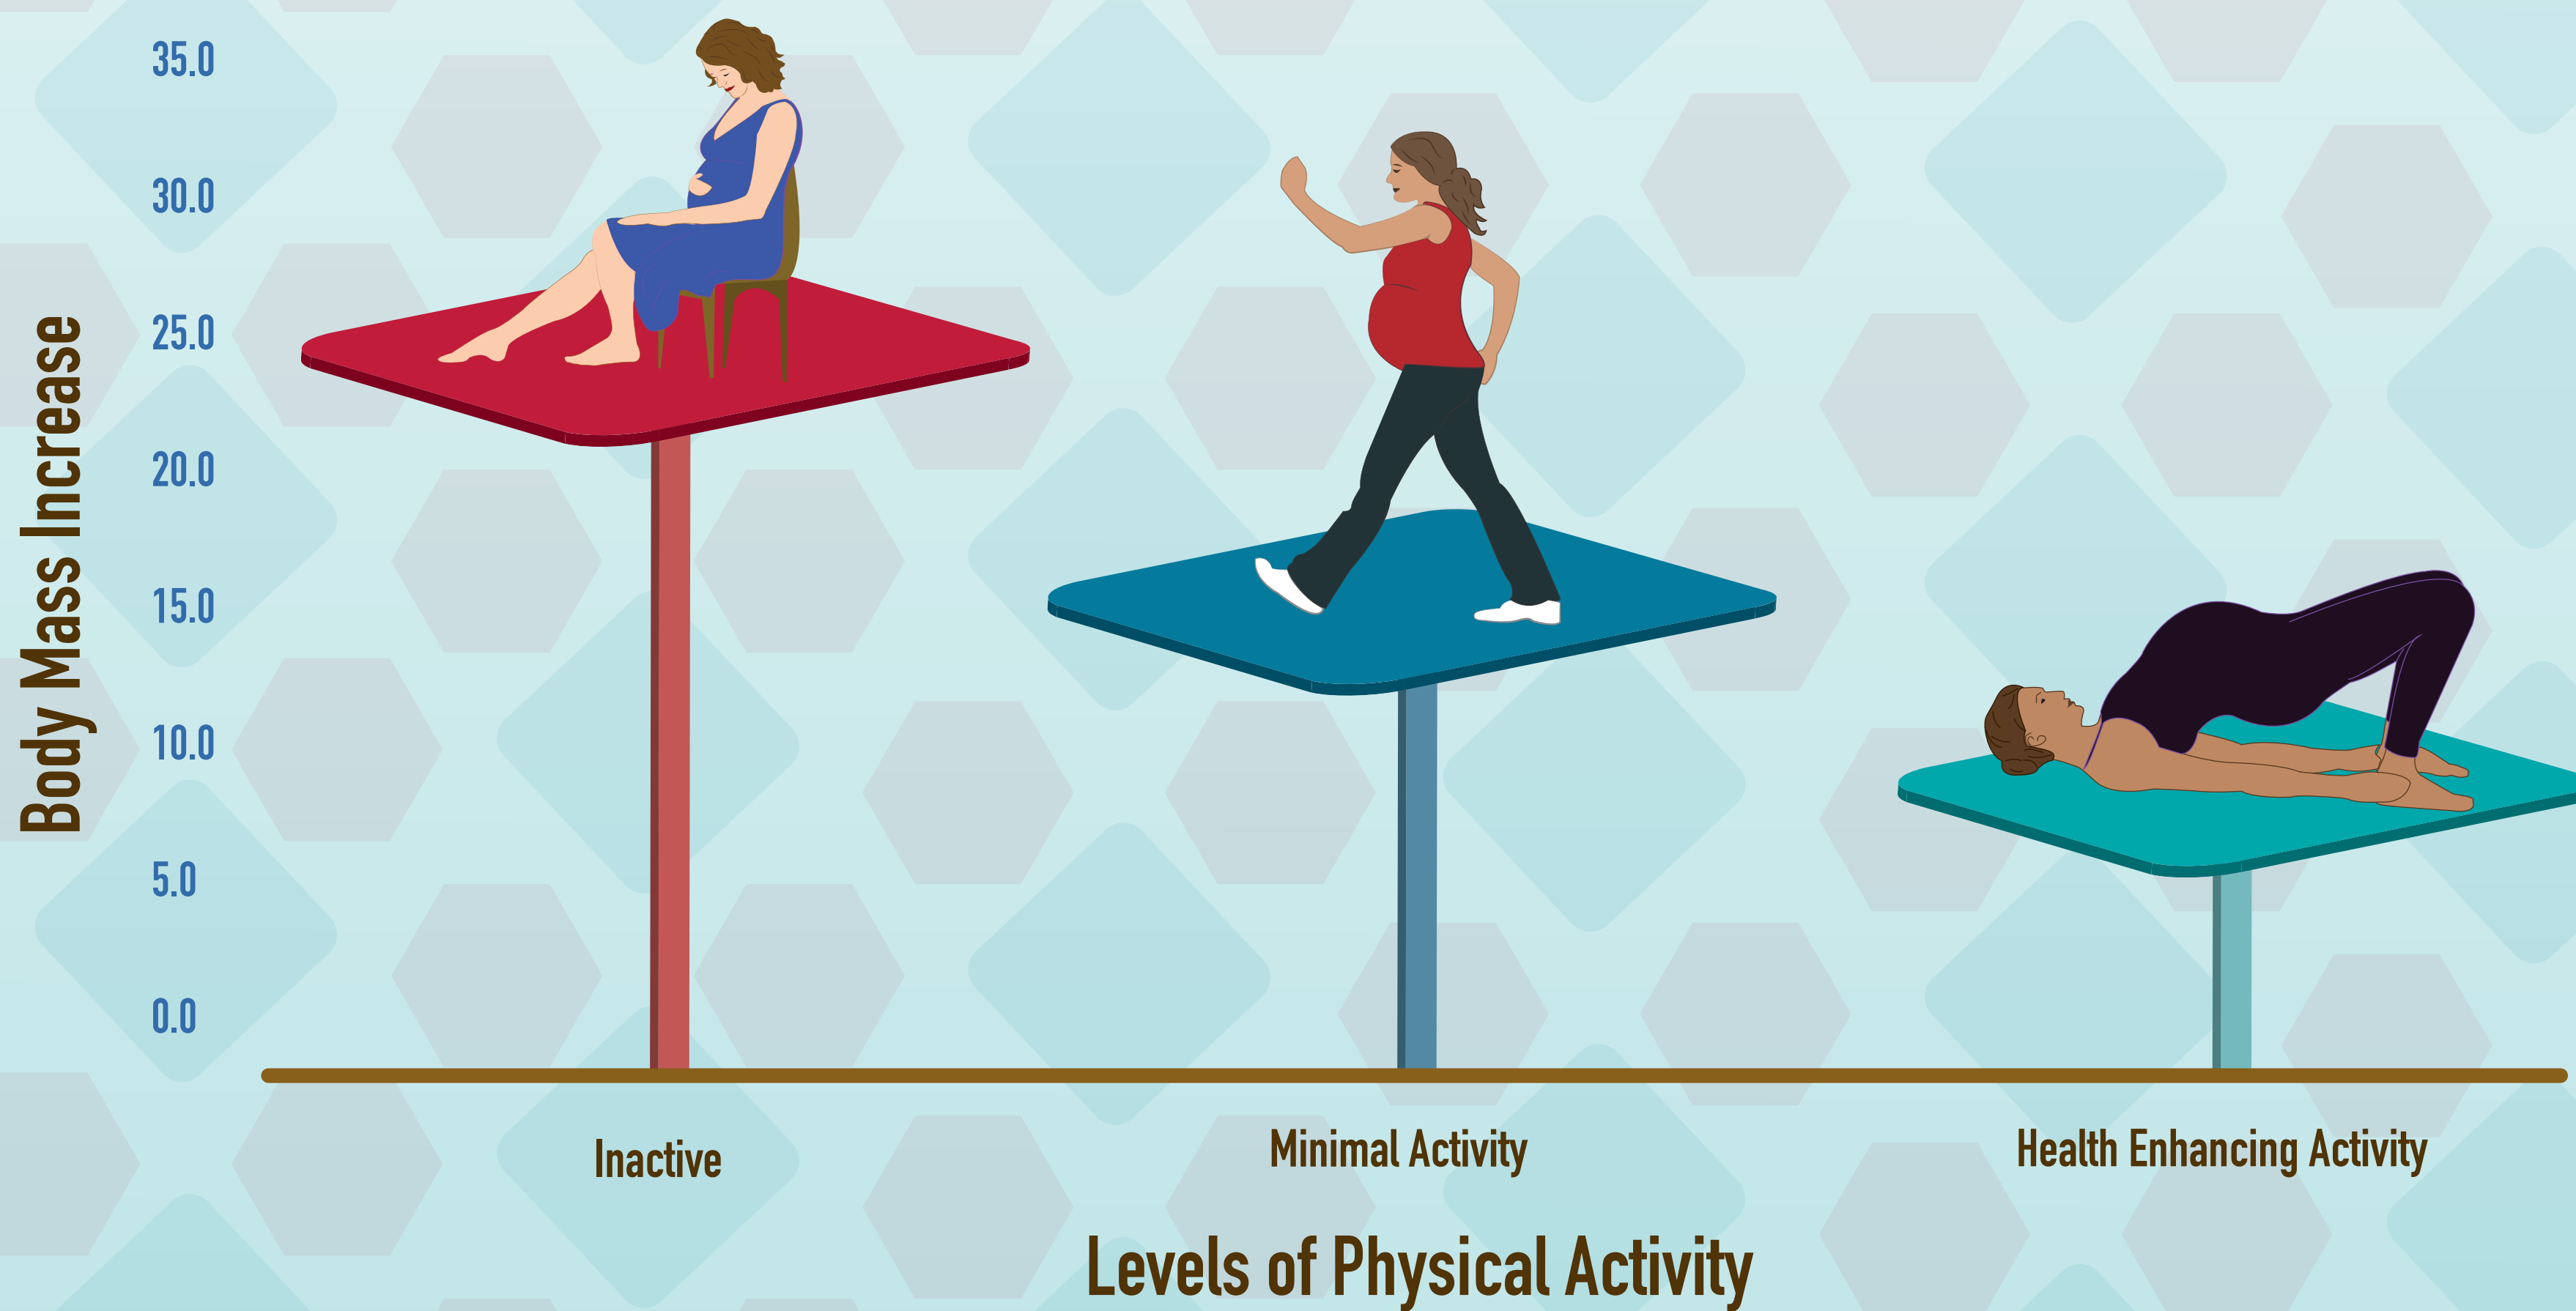 Body Mass Increase
35.0
30.0
25.0
20.0
15.0
10.0
5.0
0.0
Inactive
Minimal Activity
Health Enhancing Activity
Levels of Physical Activity